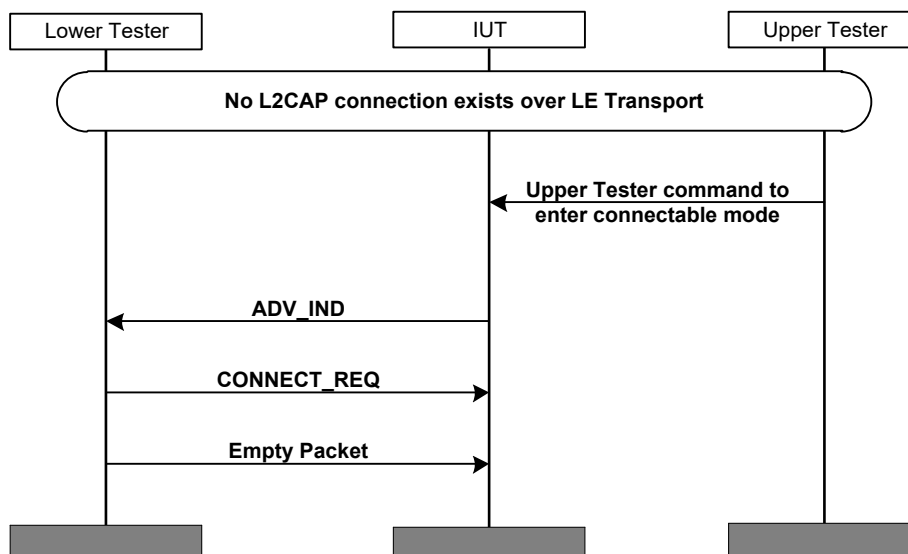 Lower Tester
IUT
Upper Tester
No L2CAP connection exists over LE Transport
Upper Tester command to
enter connectable mode
ADV_IND
CONNECT_REQ
Empty Packet